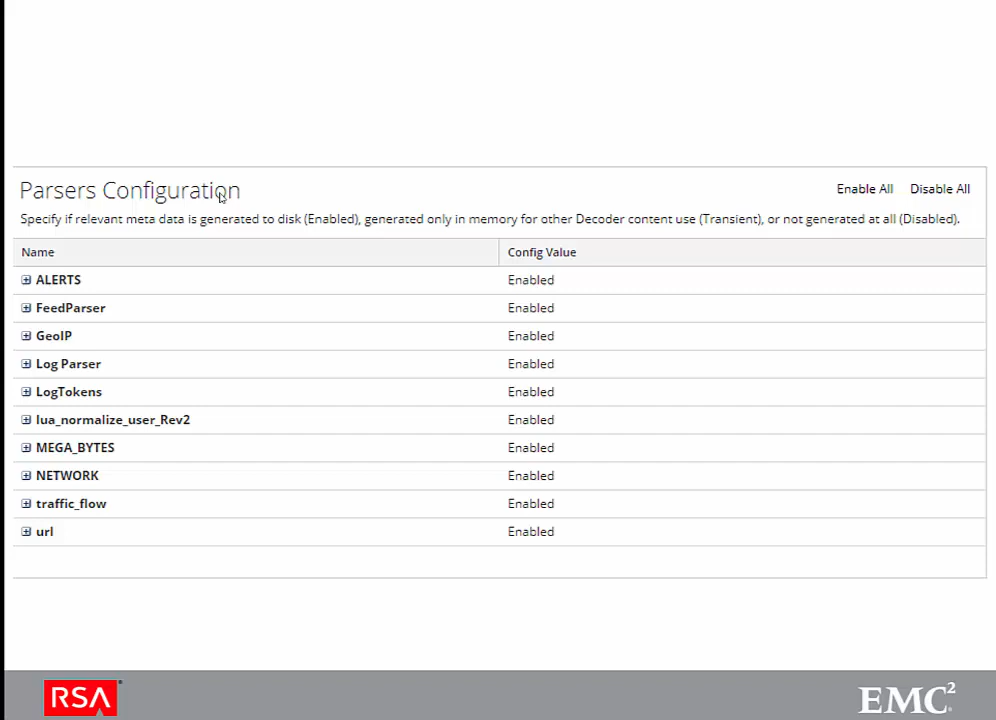 Parsers Configuration
Enable All Disable All
Specify if relevant meta data is generated to disk (Enabled), generated only in memory for other Decoder content use (Transient), or not generated at all (Disabled).
Name Config Value
ALERTS Enabled
FeedParser Enabled
GeoIP Enabled
Log Parser Enabled
LogTokens Enabled
lua_normalize_user_Rev2 Enabled
MEGA_BYTES Enabled
NETWORK Enabled
traffic_flow Enabled
url Enabled
RSA EMC²